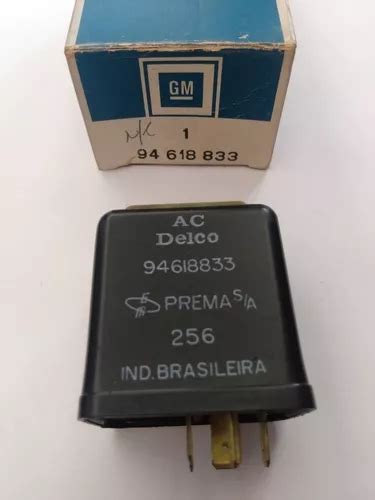 GM
N/C 1
94 618 833
AC
Delco
94618833
PREMA S/A
256
IND.BRASILEIRA